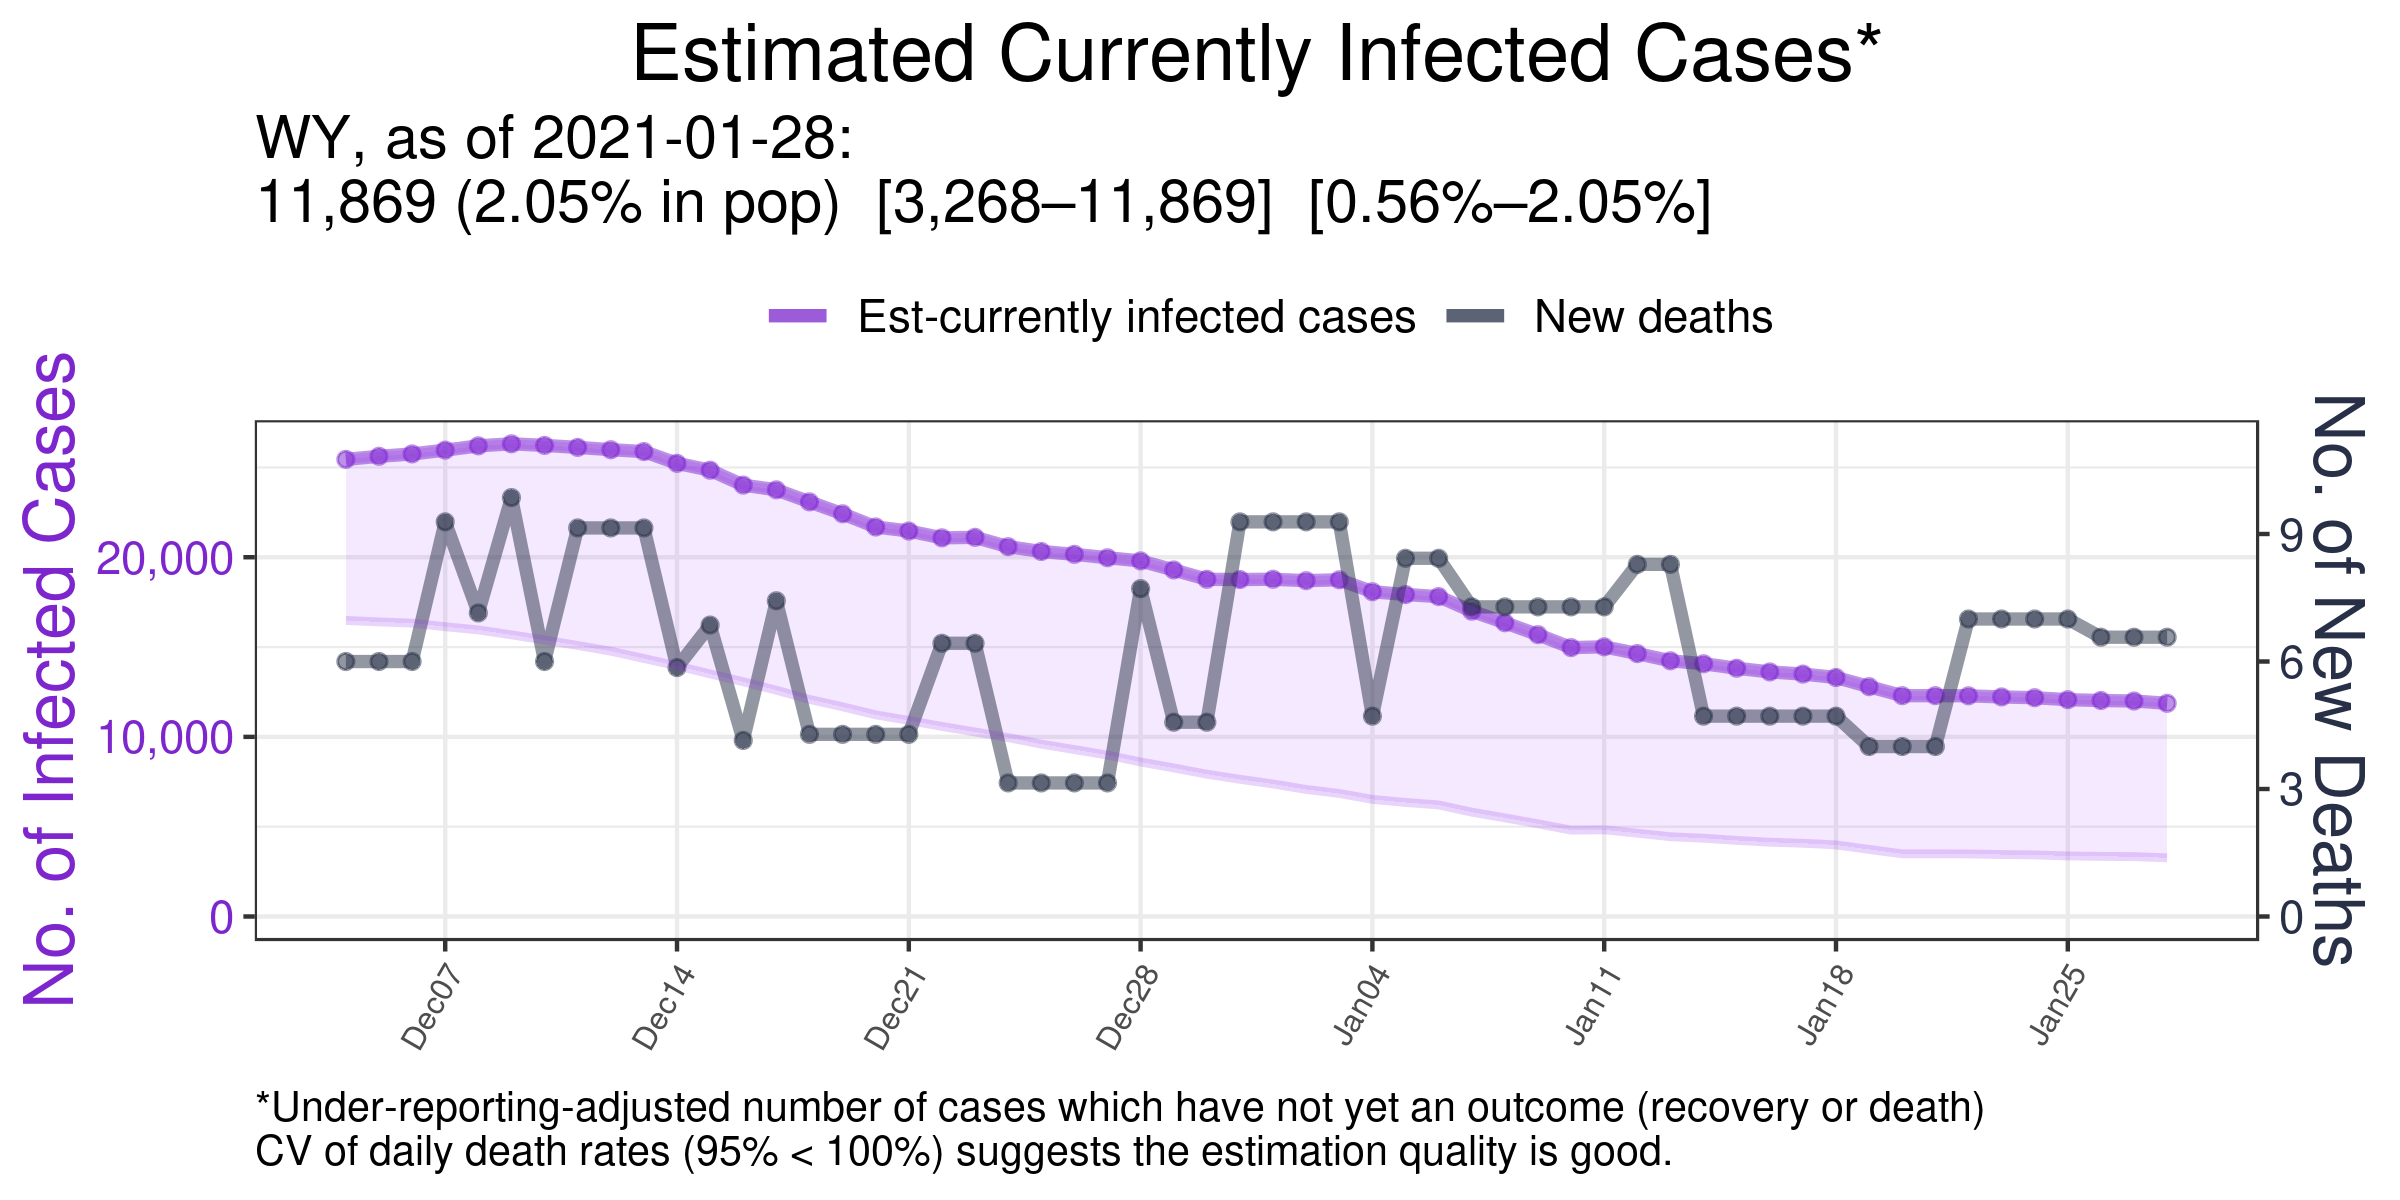 Estimated Currently Infected Cases*
WY, as of 2021-01-28:
11,869 (2.05% in pop)  [3,268–11,869]  [0.56%–2.05%]
Est-currently infected cases
New deaths
No. of Infected Cases
20,000
10,000
0
No. of New Deaths
9
6
3
0
Dec07
Dec14
Dec21
Dec28
Jan04
Jan11
Jan18
Jan25
*Under-reporting-adjusted number of cases which have not yet an outcome (recovery or death)
CV of daily death rates (95% < 100%) suggests the estimation quality is good.